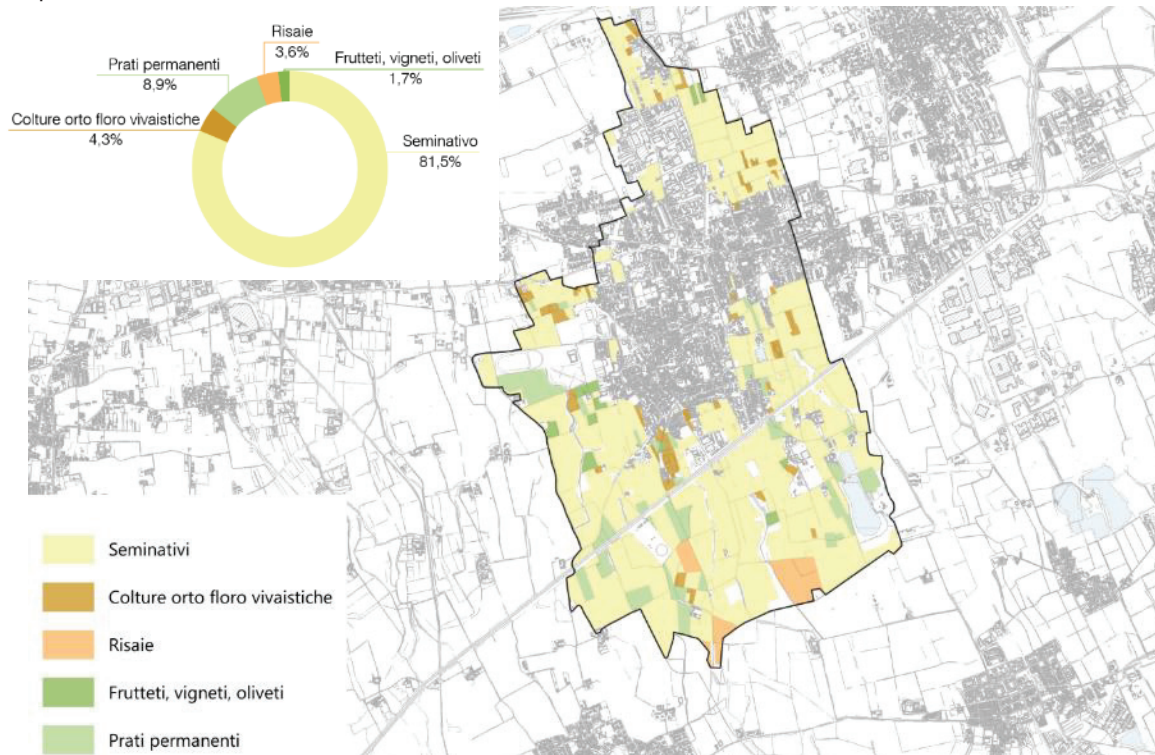 Risaie
3,6%
Prati permanenti
8,9%
Frutteti, vigneti, oliveti
1,7%
Colture orto floro vivaistiche
4,3%
Seminativo
81,5%
Seminativi
Colture orto floro vivaistiche
Risaie
Frutteti, vigneti, oliveti
Prati permanenti